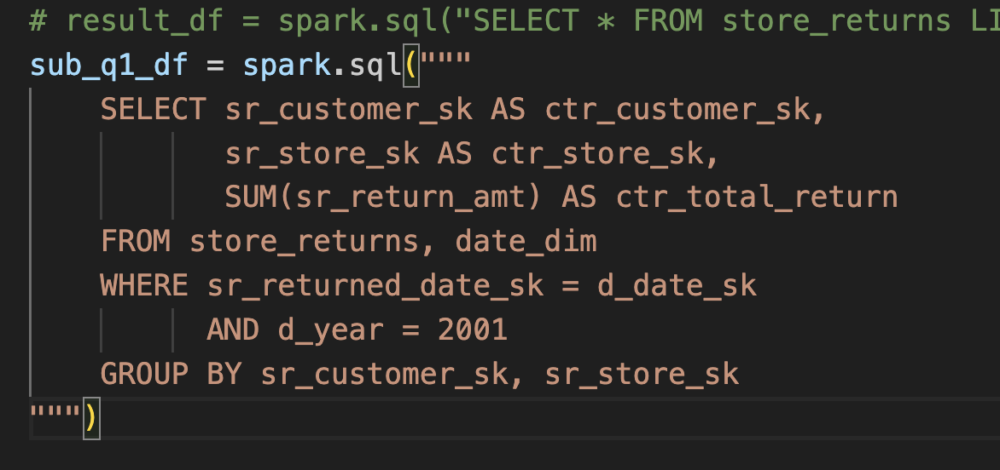 # result_df = spark.sql("SELECT * FROM store_returns LI
sub_q1_df = spark.sql("""
SELECT sr_customer_sk AS ctr_customer_sk,
sr_store_sk AS ctr_store_sk,
SUM(sr_return_amt) AS ctr_total_return
FROM store_returns, date_dim
WHERE sr_returned_date_sk = d_date_sk
AND d_year = 2001
GROUP BY sr_customer_sk, sr_store_sk
""")